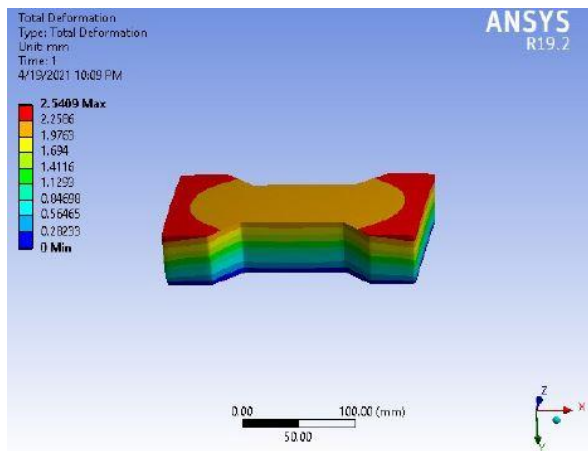 Total Deformation
Type: Total Deformation
Unit: mm
Time: 1
4/19/2021 10:09 PM
ANSYS
R19.2
2.5409 Max
2.2586
1.9763
1.694
1.4116
1.1293
0.84698
0.56465
0.28233
0 Min
0.00
100.00 (mm)
50.00
Z
X
Y